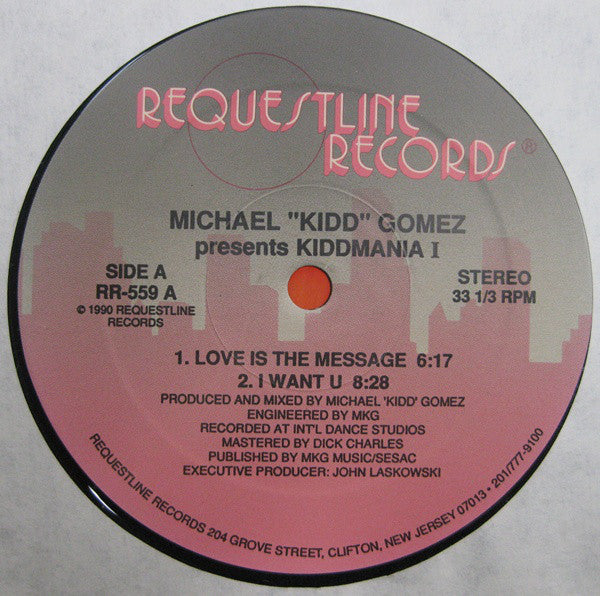 REQUESTLINE
RECORDS®
MICHAEL "KIDD" GOMEZ
presents KIDDMANIA I
SIDE A
RR-559 A
© 1990 REQUESTLINE
RECORDS
STEREO
33 1/3 RPM
1. LOVE IS THE MESSAGE 6:17
2. I WANT U 8:28
PRODUCED AND MIXED BY MICHAEL 'KIDD' GOMEZ
ENGINEERED BY MKG
RECORDED AT INT'L DANCE STUDIOS
MASTERED BY DICK CHARLES
PUBLISHED BY MKG MUSIC/SESAC
EXECUTIVE PRODUCER: JOHN LASKOWSKI
REQUESTLINE RECORDS 204 GROVE STREET, CLIFTON, NEW JERSEY 07013 • 201/777-9100